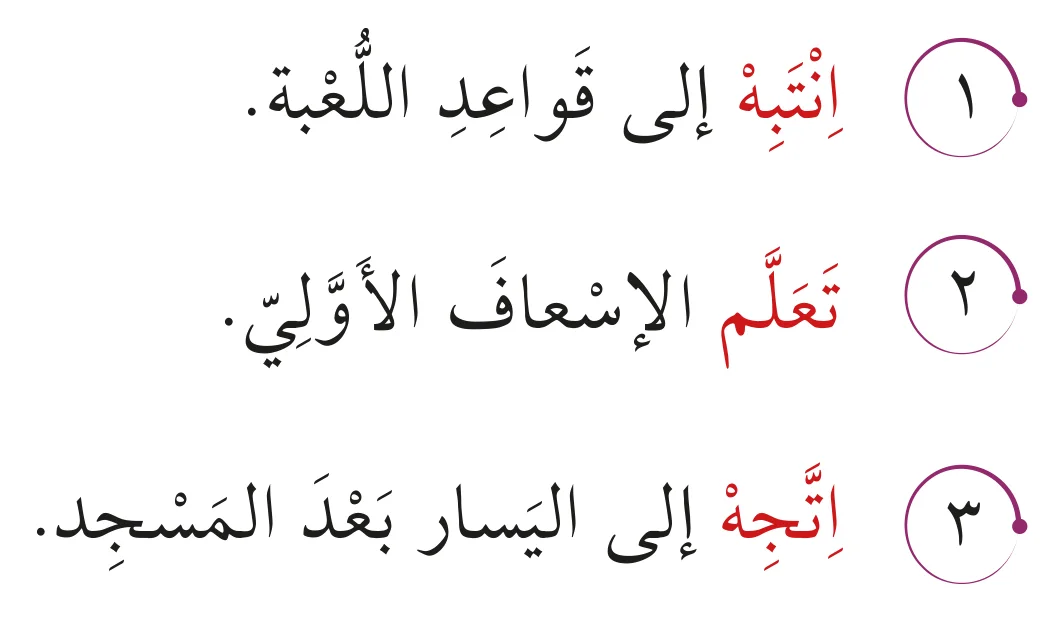 ١ اِنْتَبِهْ إلى قَواعِدِ اللُّعْبة.
٢ تَعَلَّم الإسْعافَ الأَوَّلِيّ.
٣ اِتَّجِهْ إلى اليَسار بَعْدَ المَسْجِد.